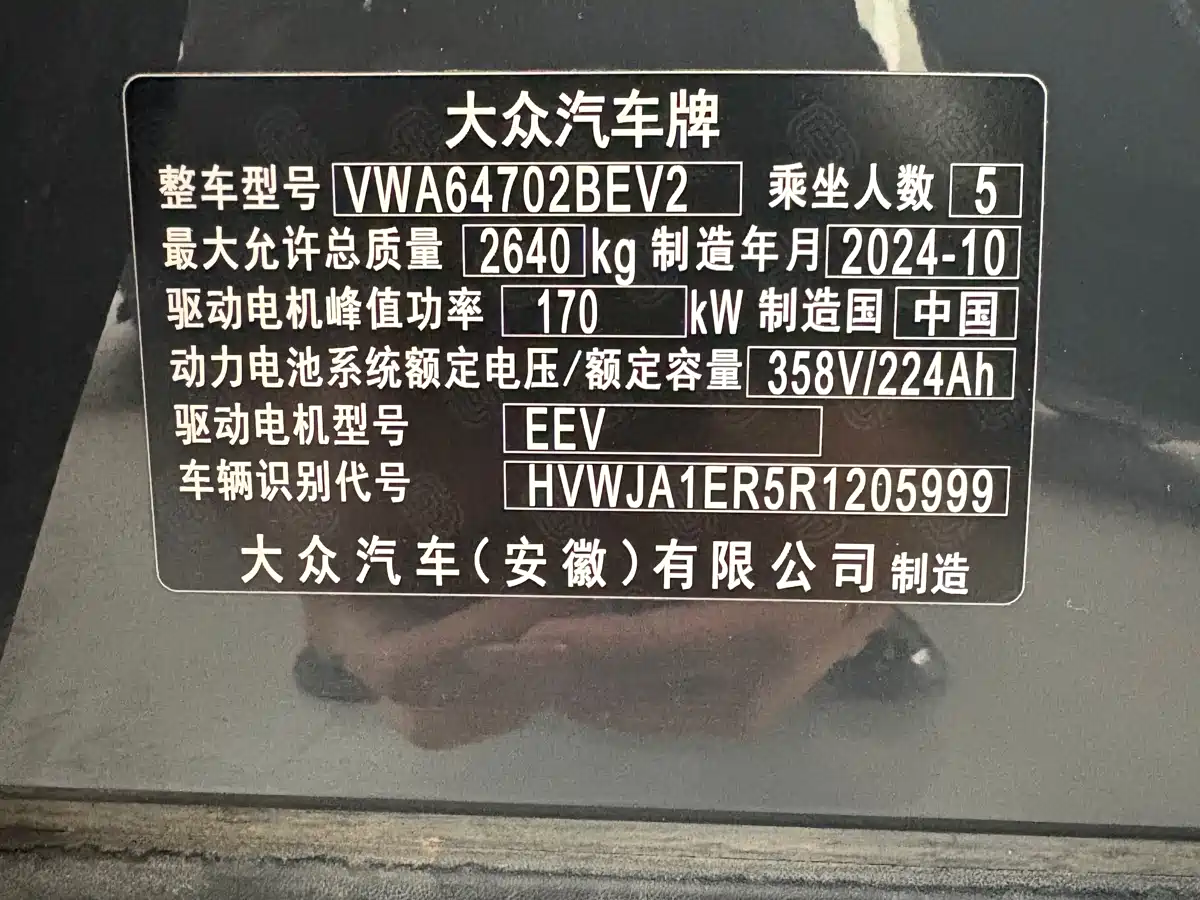 大众汽车牌
整车型号 VWA64702BEV2 乘坐人数 5
最大允许总质量 2640 kg 制造年月 2024-10
驱动电机峰值功率 170 kW 制造国 中国
动力电池系统额定电压/额定容量 358V/224Ah
驱动电机型号 EEV
车辆识别代号 HVWJA1ER5R1205999
大众汽车(安徽)有限公司 制造